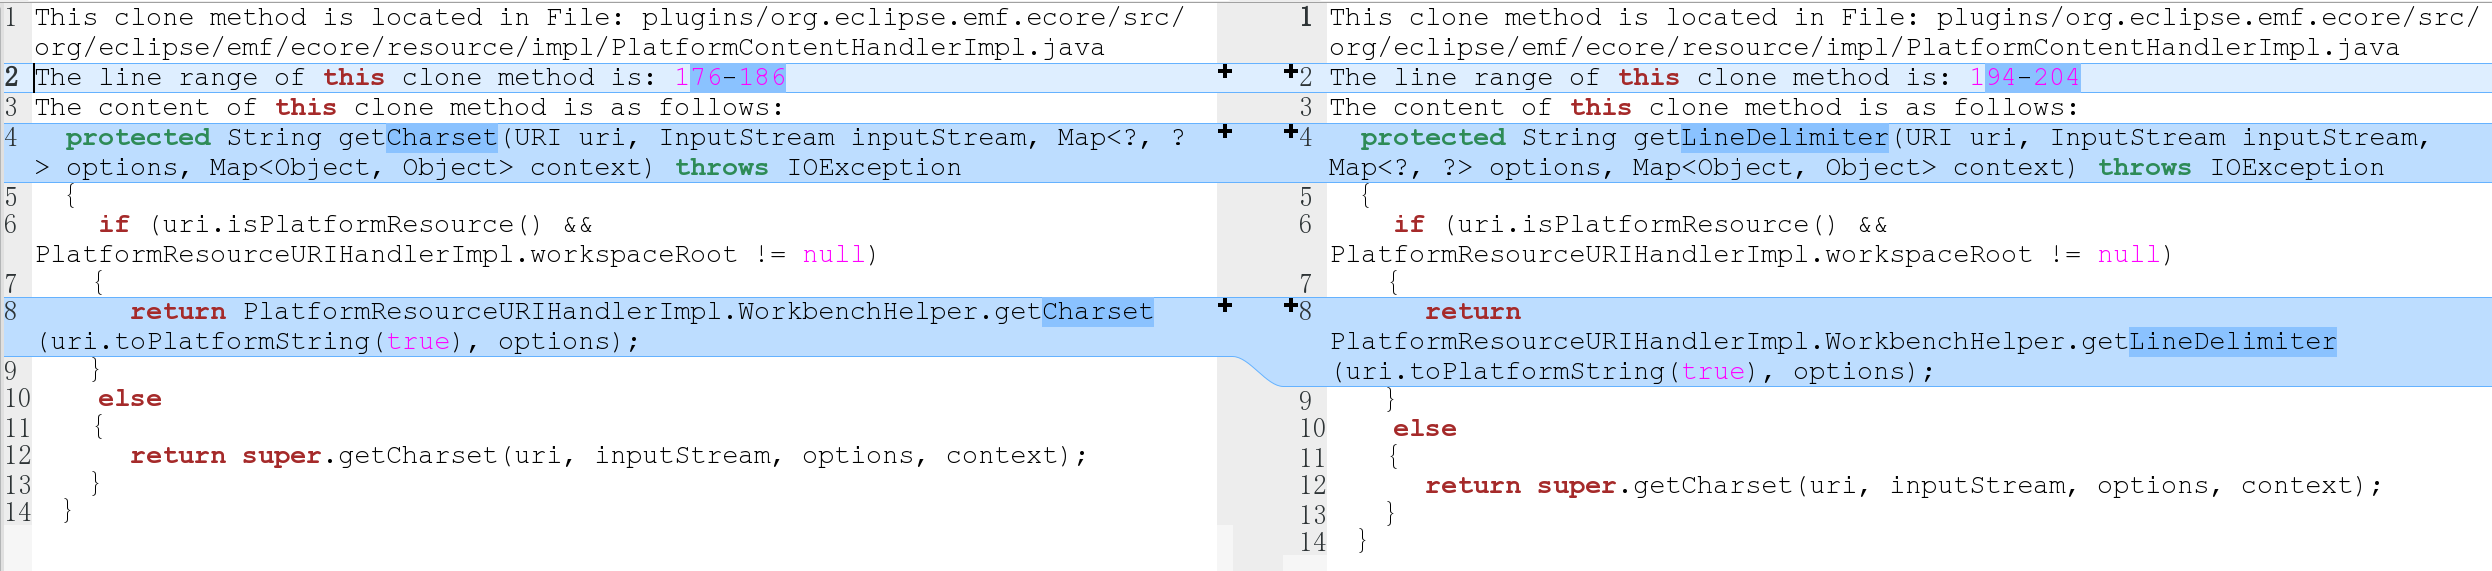 1 This clone method is located in File: plugins/org.eclipse.emf.ecore/src/
org/eclipse/emf/ecore/resource/impl/PlatformContentHandlerImpl.java
2 The line range of this clone method is: 176-186
3 The content of this clone method is as follows:
4   protected String getCharset(URI uri, InputStream inputStream, Map<?, ?
> options, Map<Object, Object> context) throws IOException
5   {
6     if (uri.isPlatformResource() &&
PlatformResourceURIHandlerImpl.workspaceRoot != null)
7     {
8       return PlatformResourceURIHandlerImpl.WorkbenchHelper.getCharset
(uri.toPlatformString(true), options);
9     }
10     else
11     {
12       return super.getCharset(uri, inputStream, options, context);
13     }
14   }
1 This clone method is located in File: plugins/org.eclipse.emf.ecore/src/
org/eclipse/emf/ecore/resource/impl/PlatformContentHandlerImpl.java
2 The line range of this clone method is: 194-204
3 The content of this clone method is as follows:
4   protected String getLineDelimiter(URI uri, InputStream inputStream,
Map<?, ?> options, Map<Object, Object> context) throws IOException
5   {
6     if (uri.isPlatformResource() &&
PlatformResourceURIHandlerImpl.workspaceRoot != null)
7     {
8       return
PlatformResourceURIHandlerImpl.WorkbenchHelper.getLineDelimiter
(uri.toPlatformString(true), options);
9     }
10     else
11     {
12       return super.getCharset(uri, inputStream, options, context);
13     }
14   }